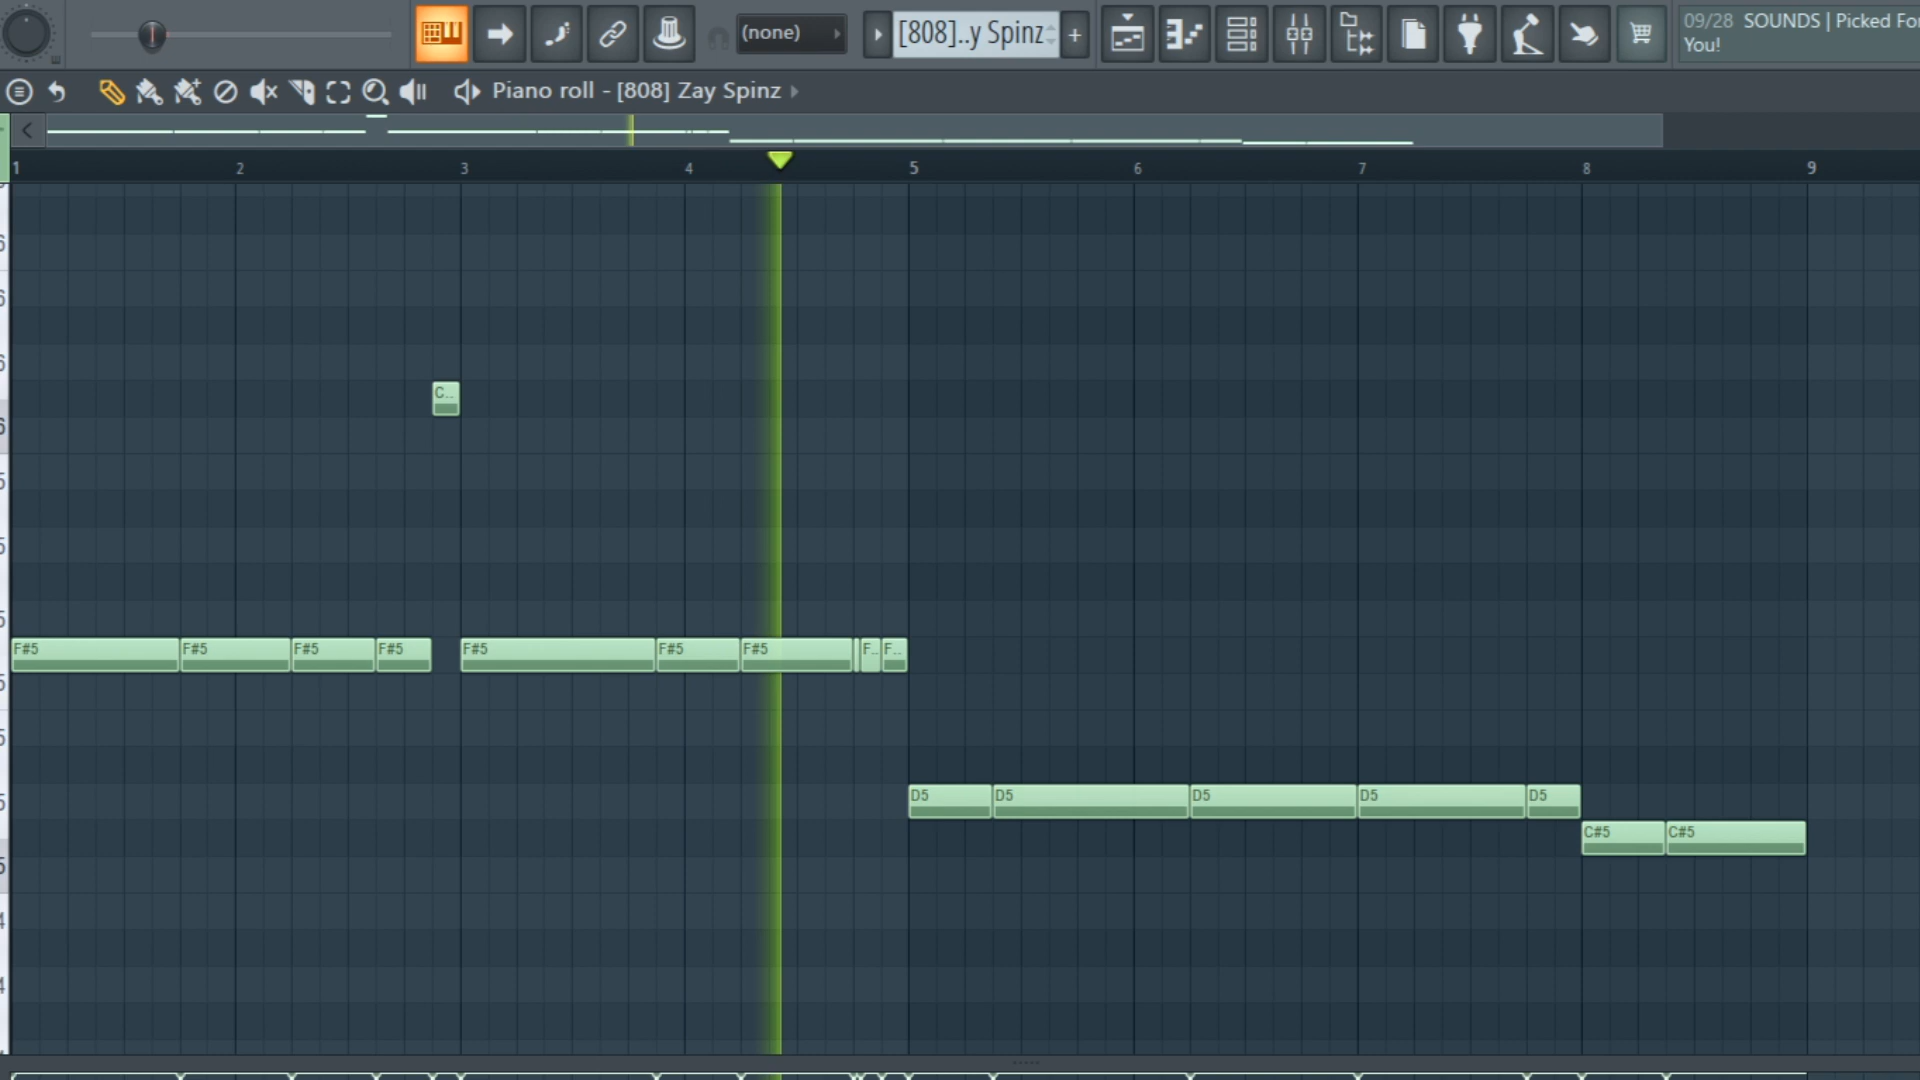 (none)
[808]..y Spinz
+
09/28 SOUNDS | Picked For
You!
Piano roll - [808] Zay Spinz
1 2 3 4 5 6 7 8 9
C..
F#5 F#5 F#5 F#5 F#5 F#5 F#5 F.. F..
D5 D5 D5 D5 D5
C#5 C#5